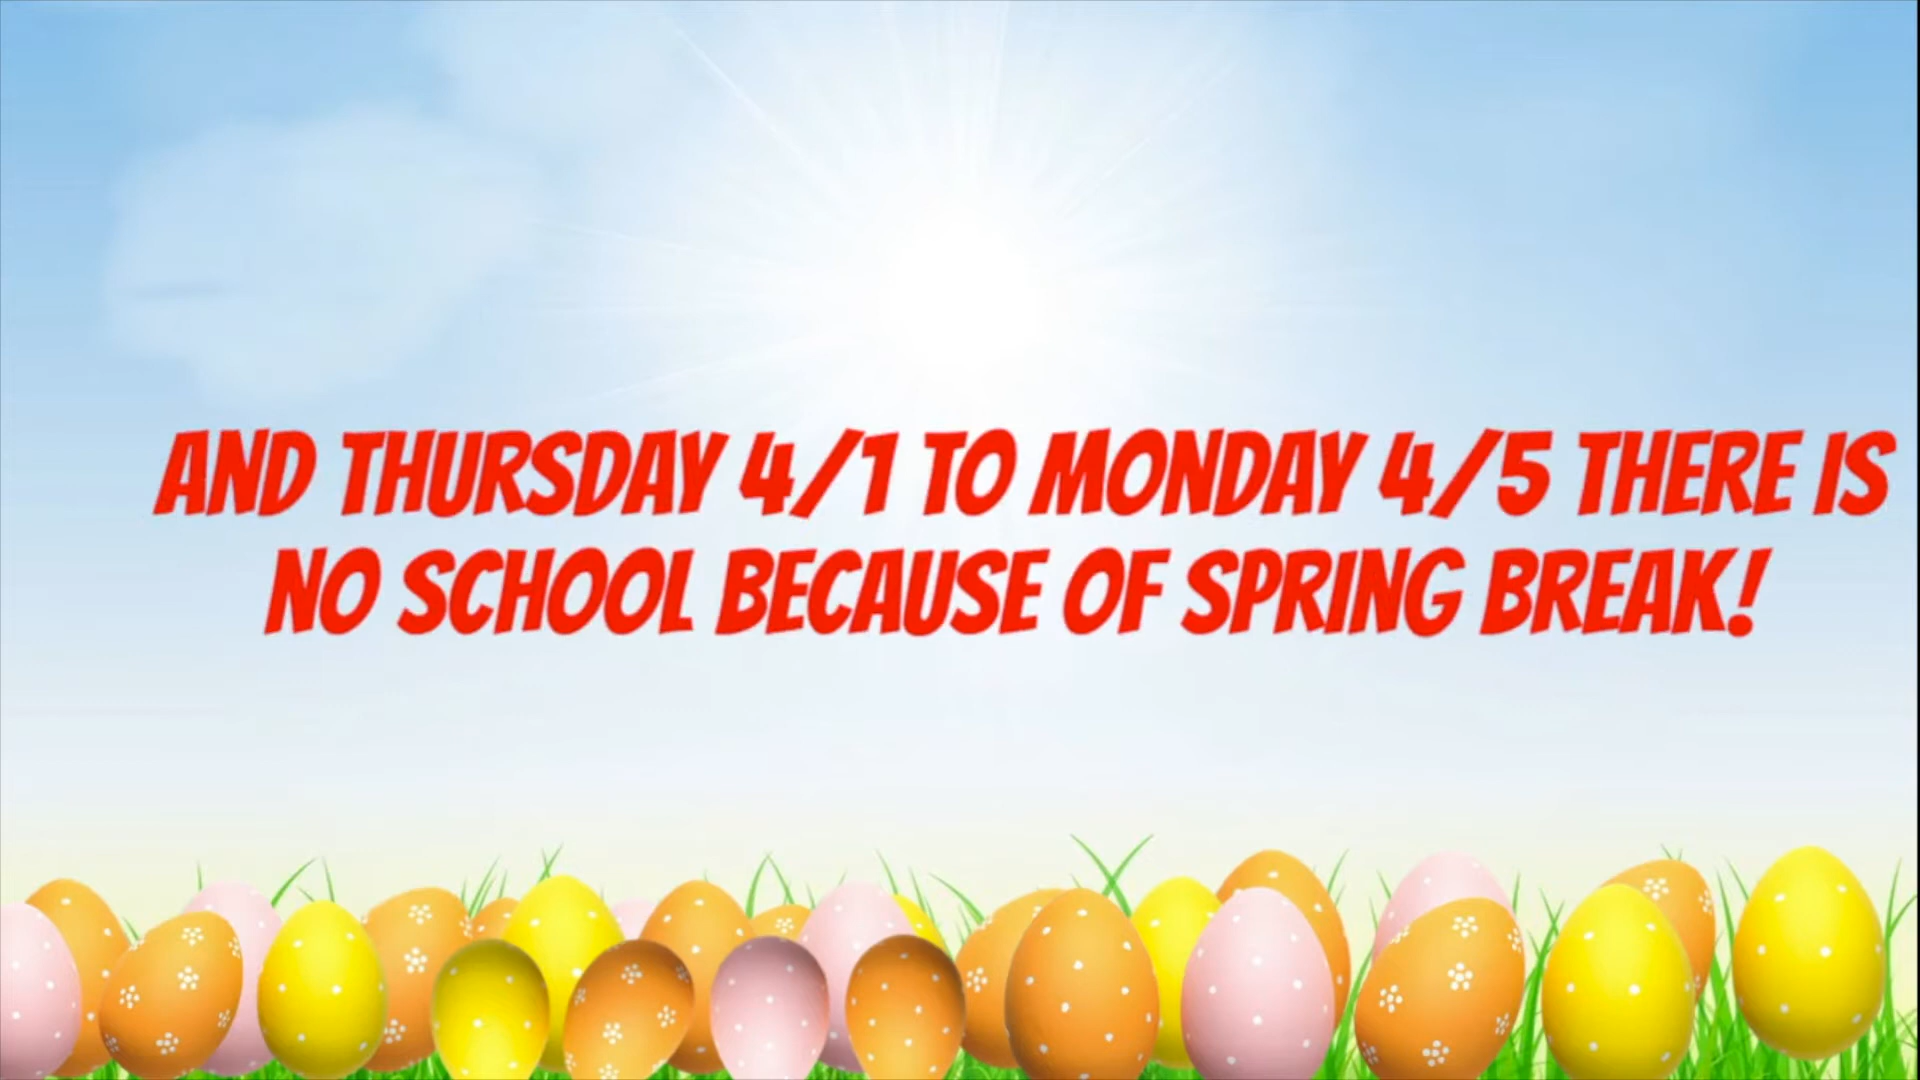 AND THURSDAY 4/1 TO MONDAY 4/5 THERE IS
NO SCHOOL BECAUSE OF SPRING BREAK!